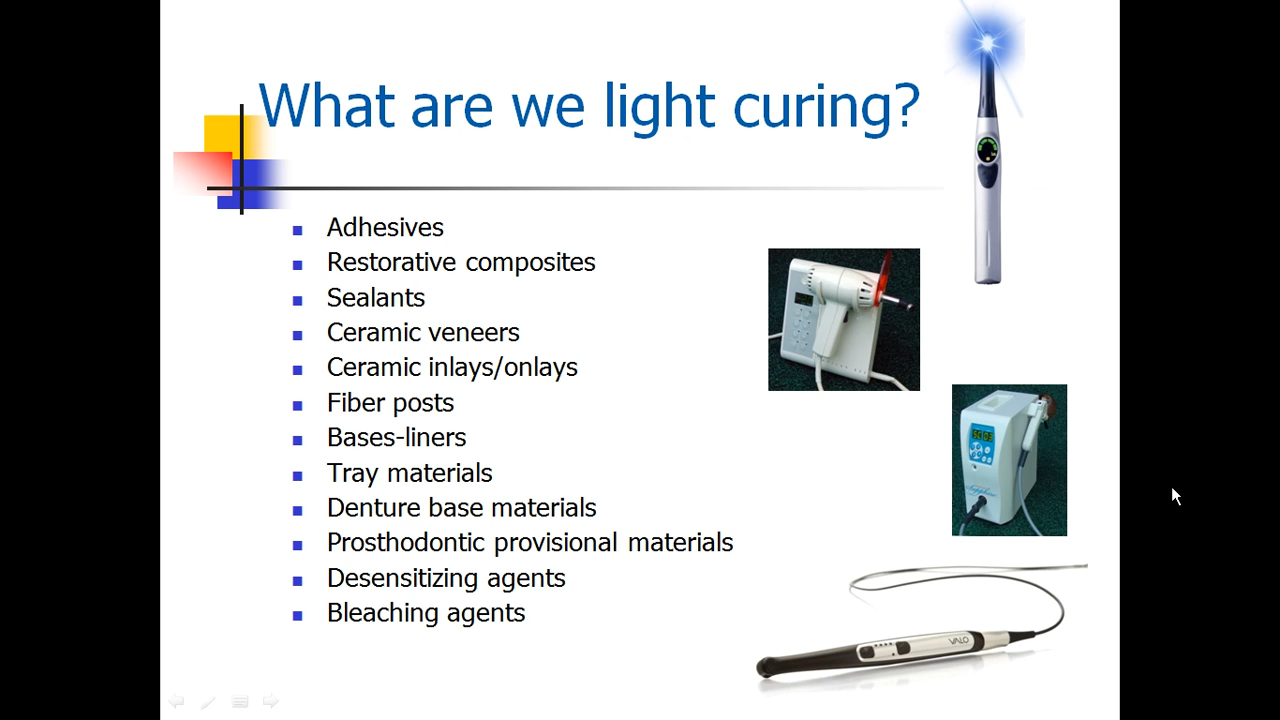 What are we light curing?
Adhesives
Restorative composites
Sealants
Ceramic veneers
Ceramic inlays/onlays
Fiber posts
Bases-liners
Tray materials
Denture base materials
Prosthodontic provisional materials
Desensitizing agents
Bleaching agents
VALO